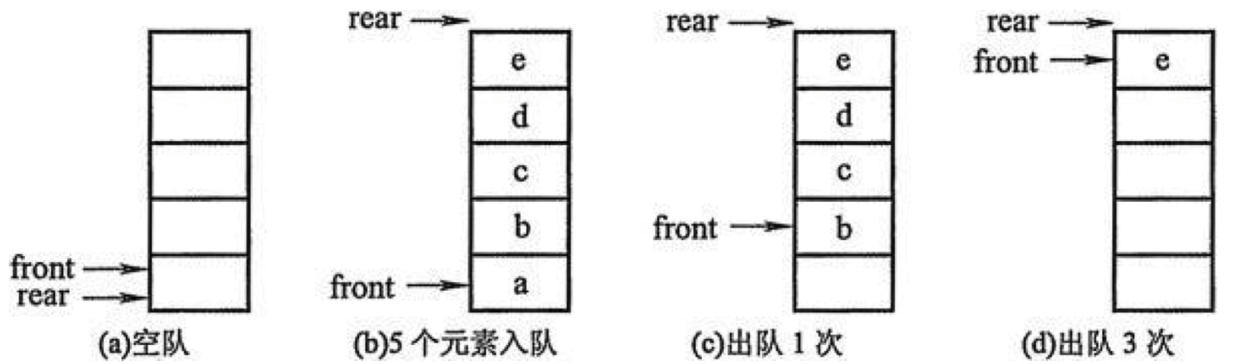 front
rear
(a)空队
rear
e
d
c
b
front
a
(b)5 个元素入队
rear
e
d
c
front
b
(c)出队 1 次
rear
front
e
(d)出队 3 次